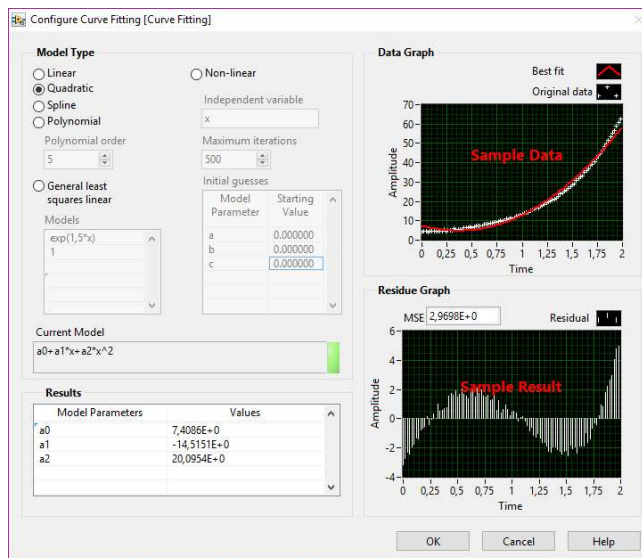 Configure Curve Fitting [Curve Fitting]
Model Type
Linear
Quadratic
Spline
Polynomial
Polynomial order
5
General least
squares linear
Models
exp(1,5*x)
1
Non-linear
Independent variable
x
Maximum iterations
500
Initial guesses
Model Parameter Starting Value
a 0.000000
b 0.000000
c 0.000000
Current Model
a0+a1*x+a2*x^2
Results
Model Parameters Values
a0 7,4086E+0
a1 -14,5151E+0
a2 20,0954E+0
Data Graph
Best fit
Original data
70
60
50
40
30
20
10
0
Amplitude
Sample Data
0 0,25 0,5 0,75 1 1,25 1,5 1,75 2
Time
Residue Graph
MSE 2,9698E+0 Residual
6
4
2
0
-2
-4
Amplitude
Sample Result
0 0,25 0,5 0,75 1 1,25 1,5 1,75 2
Time
OK Cancel Help